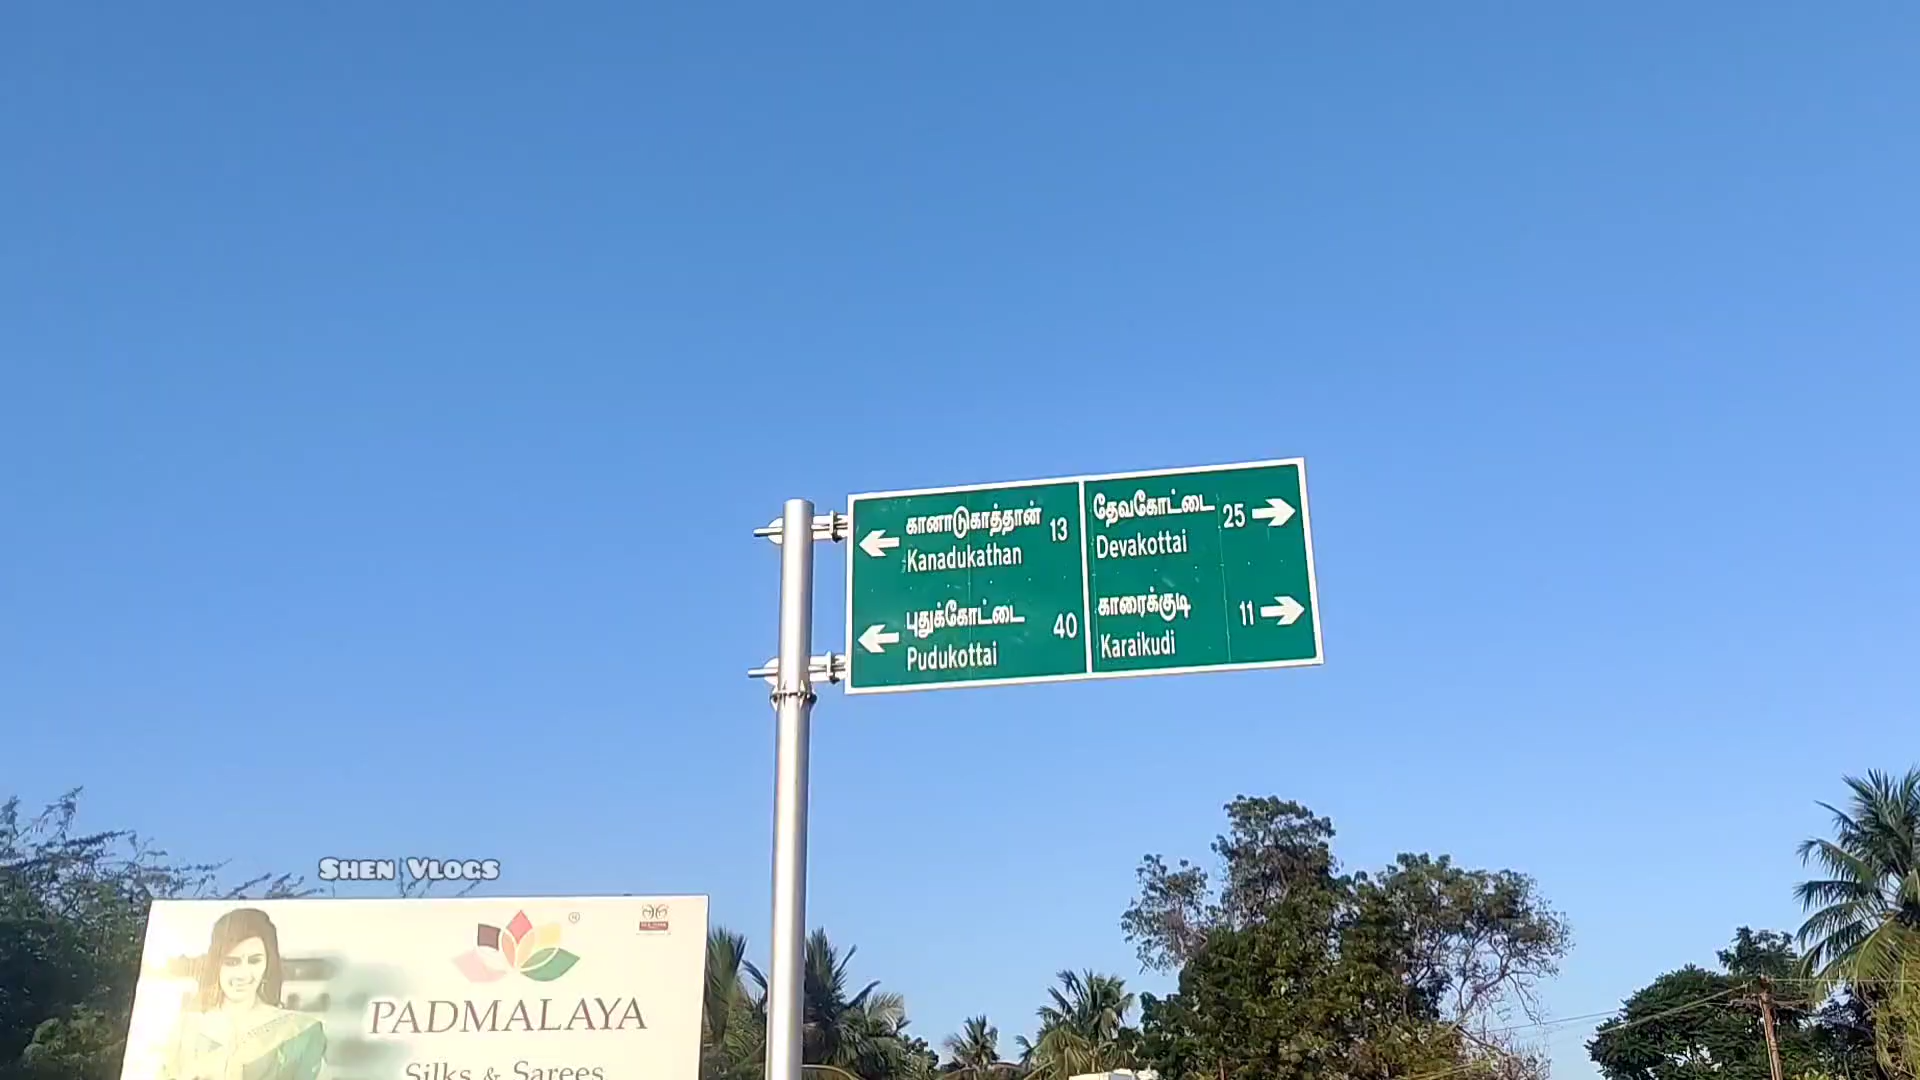 கானாடுகாத்தான் 13
Kanadukathan
புதுக்கோட்டை 40
Pudukottai
தேவகோட்டை 25
Devakottai
காரைக்குடி 11
Karaikudi
SHEN VLOGS
PADMALAYA
Silks & Sarees